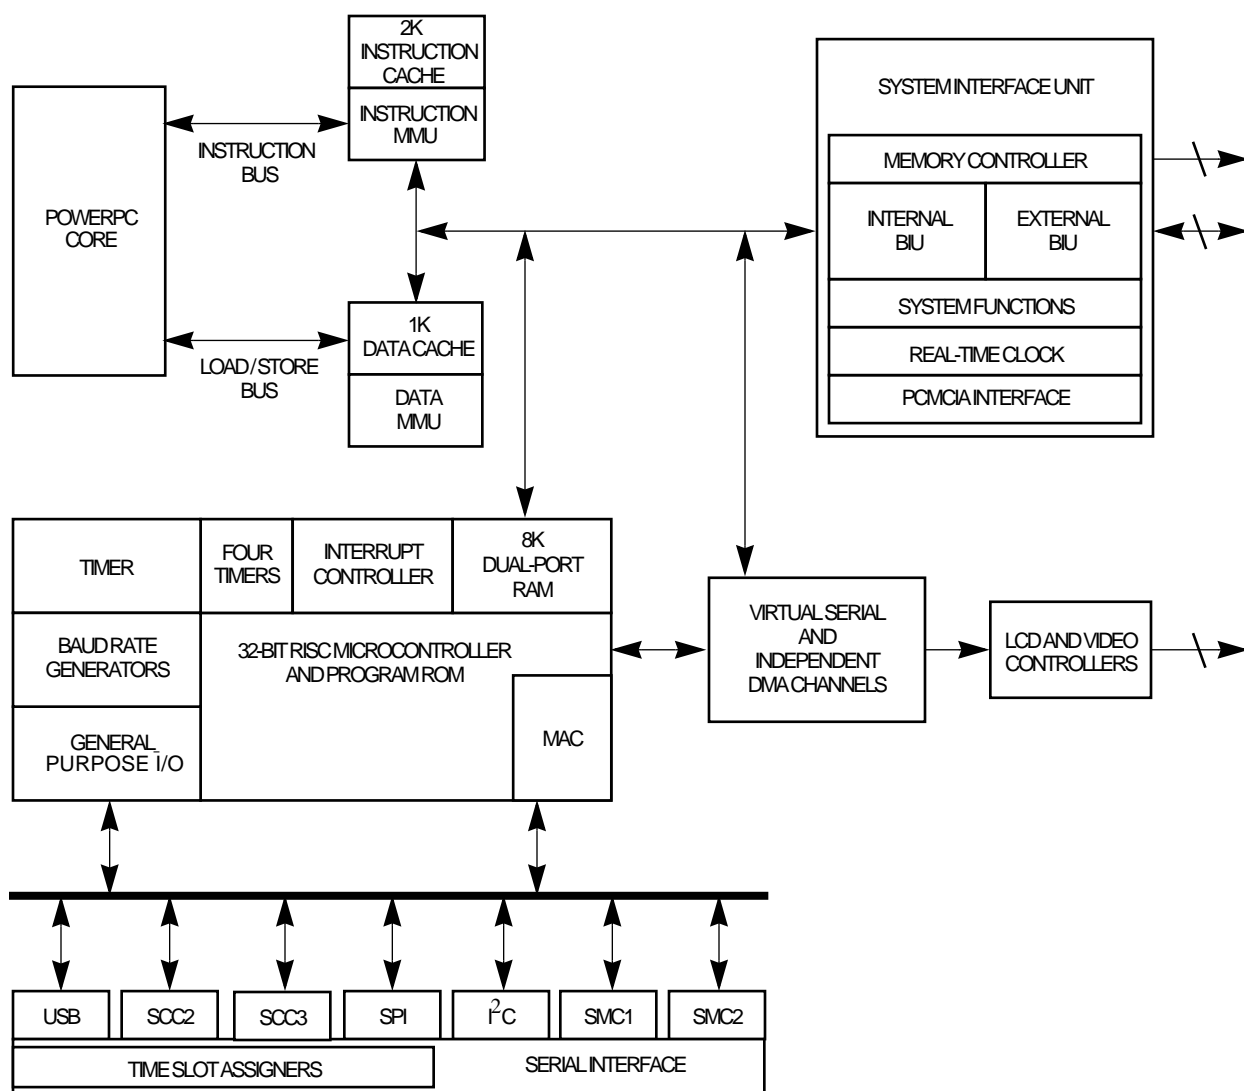 2K
INSTRUCTION
CACHE
INSTRUCTION
MMU
INSTRUCTION
BUS
POWERPC
CORE
1K
DATA CACHE
DATA
MMU
LOAD/STORE
BUS
SYSTEM INTERFACE UNIT
MEMORY CONTROLLER
INTERNAL
BIU
EXTERNAL
BIU
SYSTEM FUNCTIONS
REAL-TIME CLOCK
PCMCIA INTERFACE
TIMER
FOUR
TIMERS
INTERRUPT
CONTROLLER
8K
DUAL-PORT
RAM
BAUD RATE
GENERATORS
32-BIT RISC MICROCONTROLLER
AND PROGRAM ROM
GENERAL
PURPOSE I/O
MAC
VIRTUAL SERIAL
AND
INDEPENDENT
DMA CHANNELS
LCD AND VIDEO
CONTROLLERS
USB
SCC2
SCC3
SPI
I²C
SMC1
SMC2
TIME SLOT ASSIGNERS
SERIAL INTERFACE